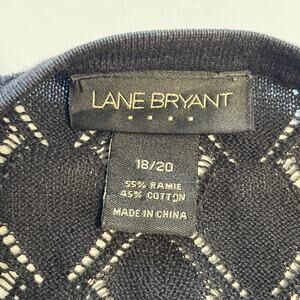 LANE BRYANT
18/20
55% RAMIE
45% COTTON
MADE IN CHINA